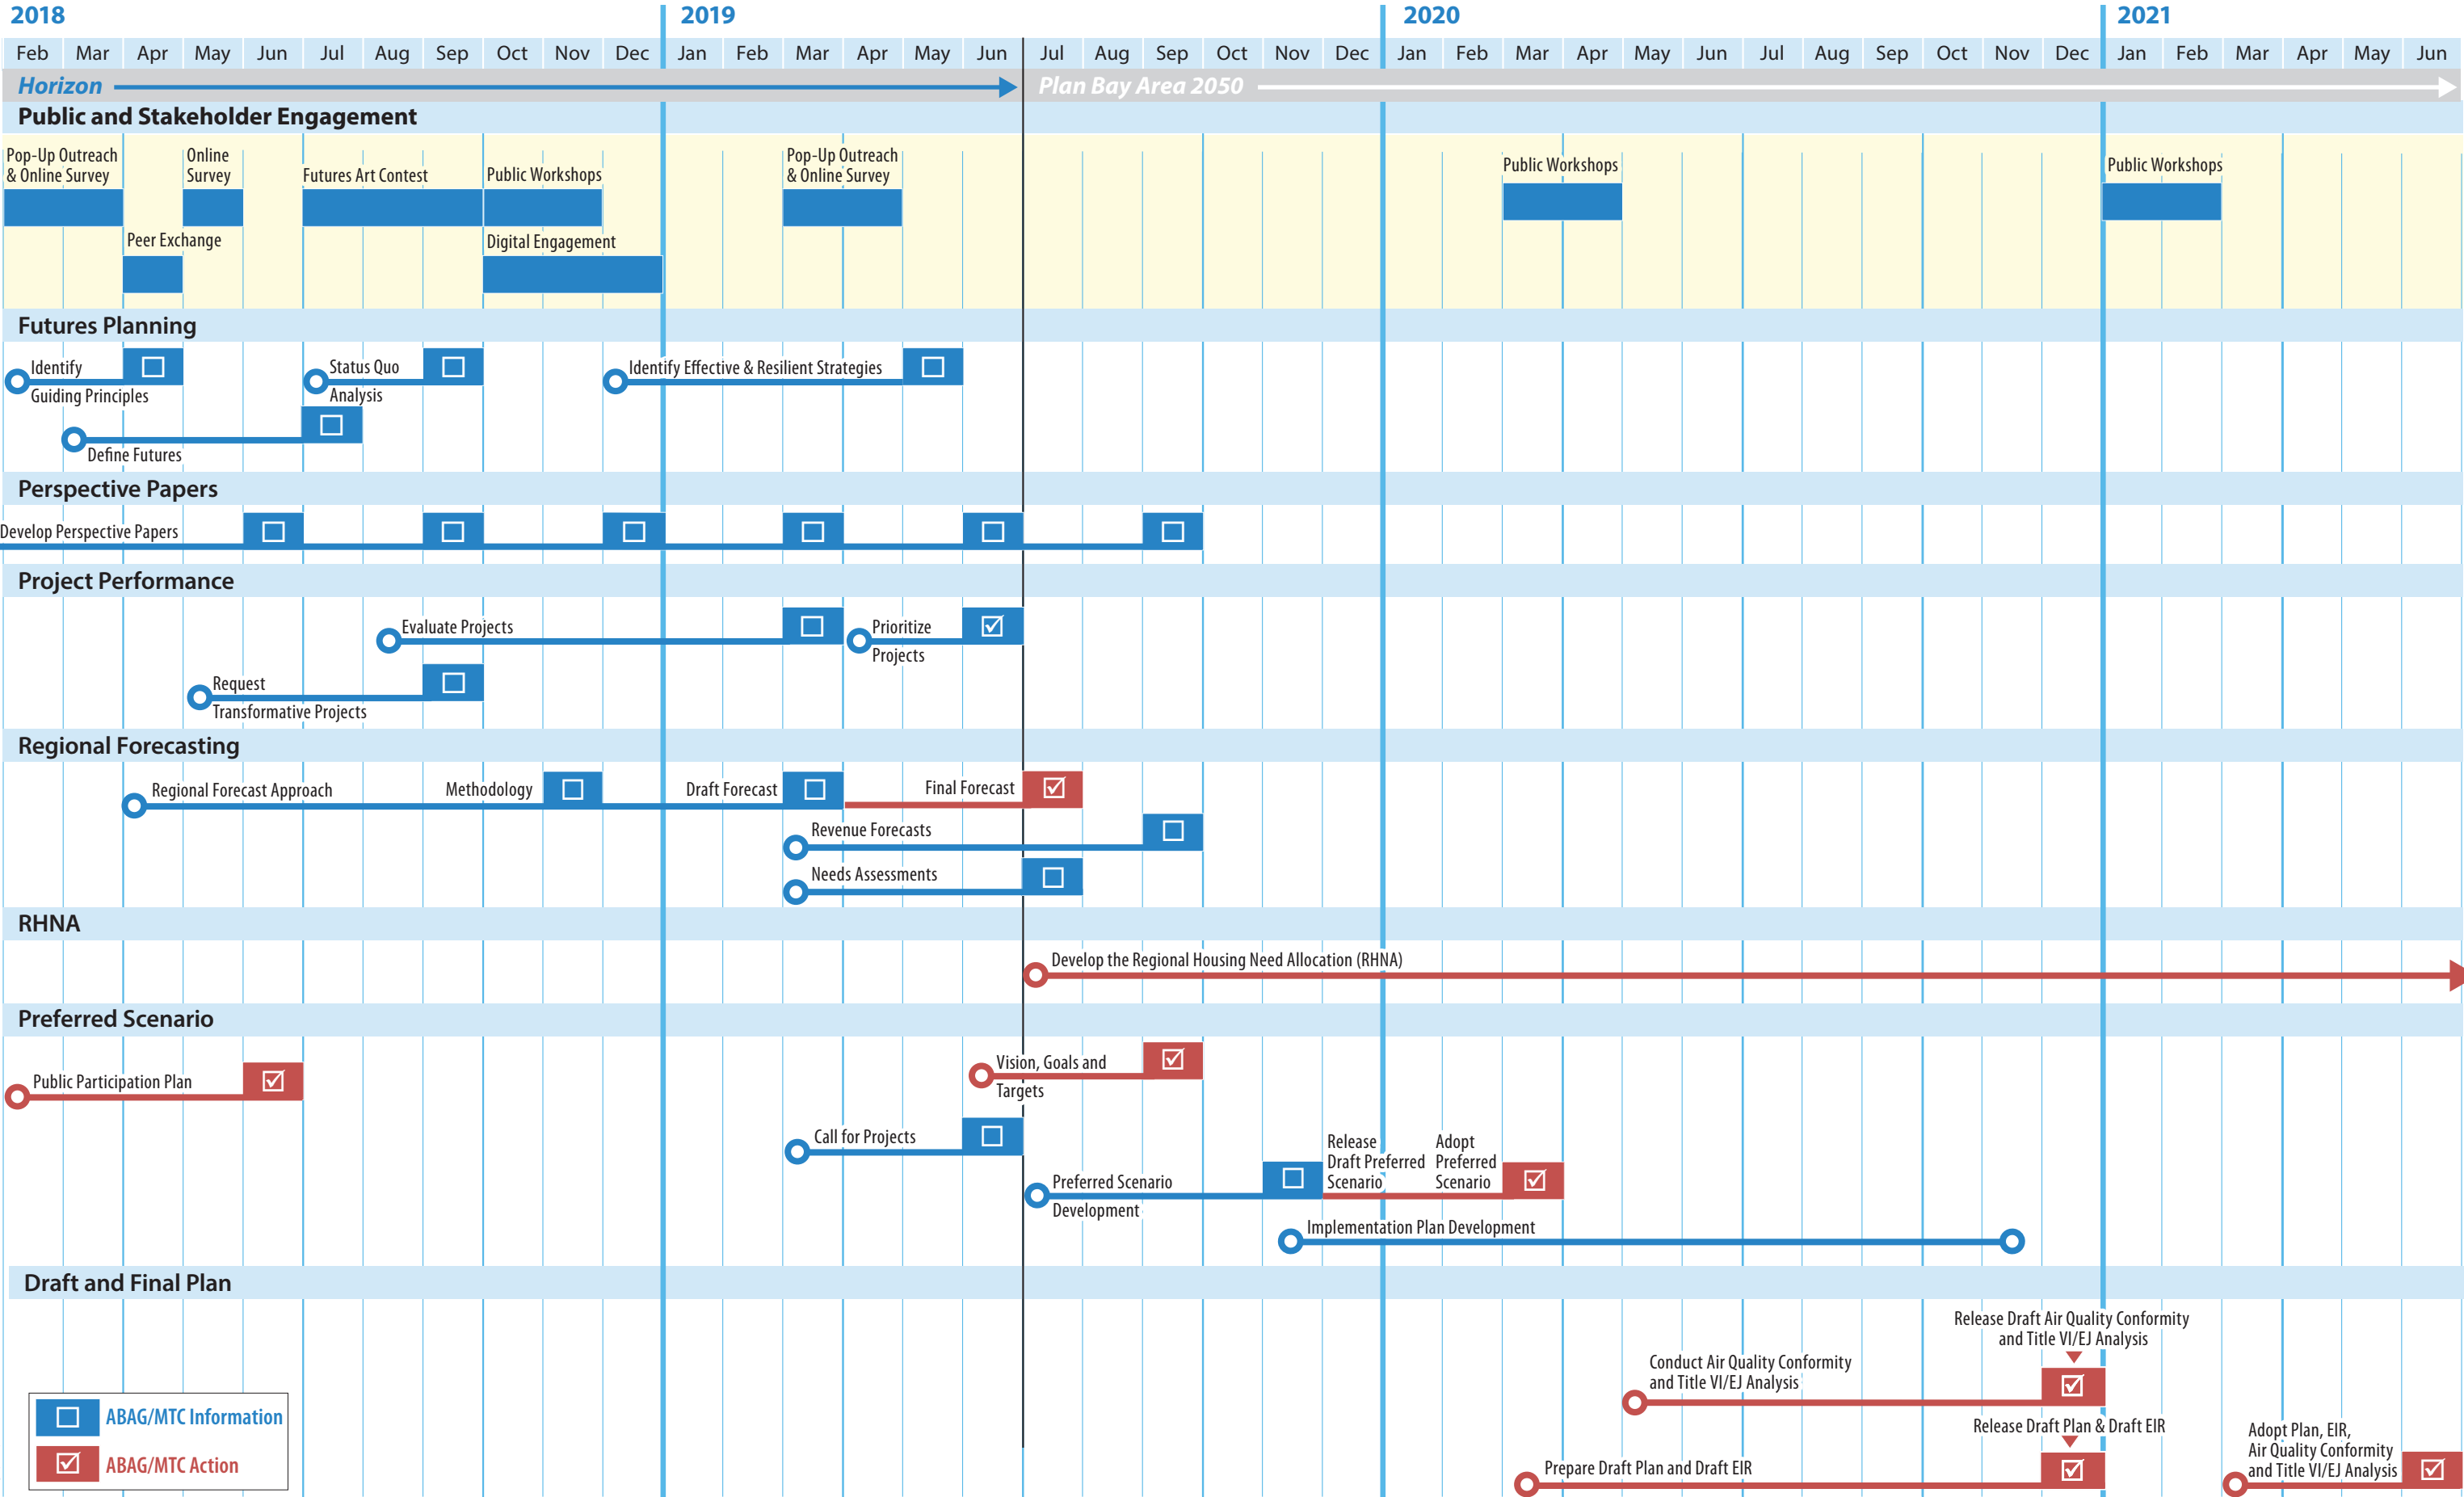 2018
2019
2020
2021
Feb Mar Apr May Jun Jul Aug Sep Oct Nov Dec Jan Feb Mar Apr May Jun Jul Aug Sep Oct Nov Dec Jan Feb Mar Apr May Jun Jul Aug Sep Oct Nov Dec Jan Feb Mar Apr May Jun
Horizon
Plan Bay Area 2050
Public and Stakeholder Engagement
Pop-Up Outreach
& Online Survey
Online
Survey
Futures Art Contest
Public Workshops
Pop-Up Outreach
& Online Survey
Public Workshops
Public Workshops
Peer Exchange
Digital Engagement
Futures Planning
Identify
Guiding Principles
Status Quo
Analysis
Identify Effective & Resilient Strategies
Define Futures
Perspective Papers
Develop Perspective Papers
Project Performance
Evaluate Projects
Prioritize
Projects
Request
Transformative Projects
Regional Forecasting
Regional Forecast Approach
Methodology
Draft Forecast
Final Forecast
Revenue Forecasts
Needs Assessments
RHNA
Develop the Regional Housing Need Allocation (RHNA)
Preferred Scenario
Public Participation Plan
Vision, Goals and
Targets
Call for Projects
Preferred Scenario
Development
Release
Draft Preferred
Scenario
Adopt
Preferred
Scenario
Implementation Plan Development
Draft and Final Plan
Release Draft Air Quality Conformity
and Title VI/EJ Analysis
Conduct Air Quality Conformity
and Title VI/EJ Analysis
Release Draft Plan & Draft EIR
Prepare Draft Plan and Draft EIR
Adopt Plan, EIR,
Air Quality Conformity
and Title VI/EJ Analysis
ABAG/MTC Information
ABAG/MTC Action